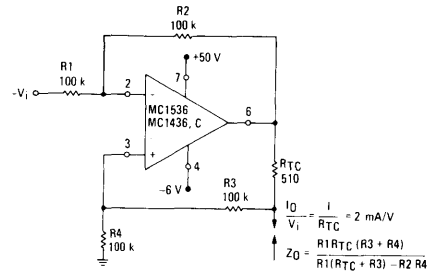 R2
100 k
+50 V
R1
100 k
7
-Vi
2
-
MC1536
MC1436, C
6
3
+
4
RTC
510
-6 V
R3
100 k
IO / Vi = i / RTC = 2 mA/V
R4
100 k
ZO = R1RTC (R3 + R4) / R1(RTC + R3) - R2 R4